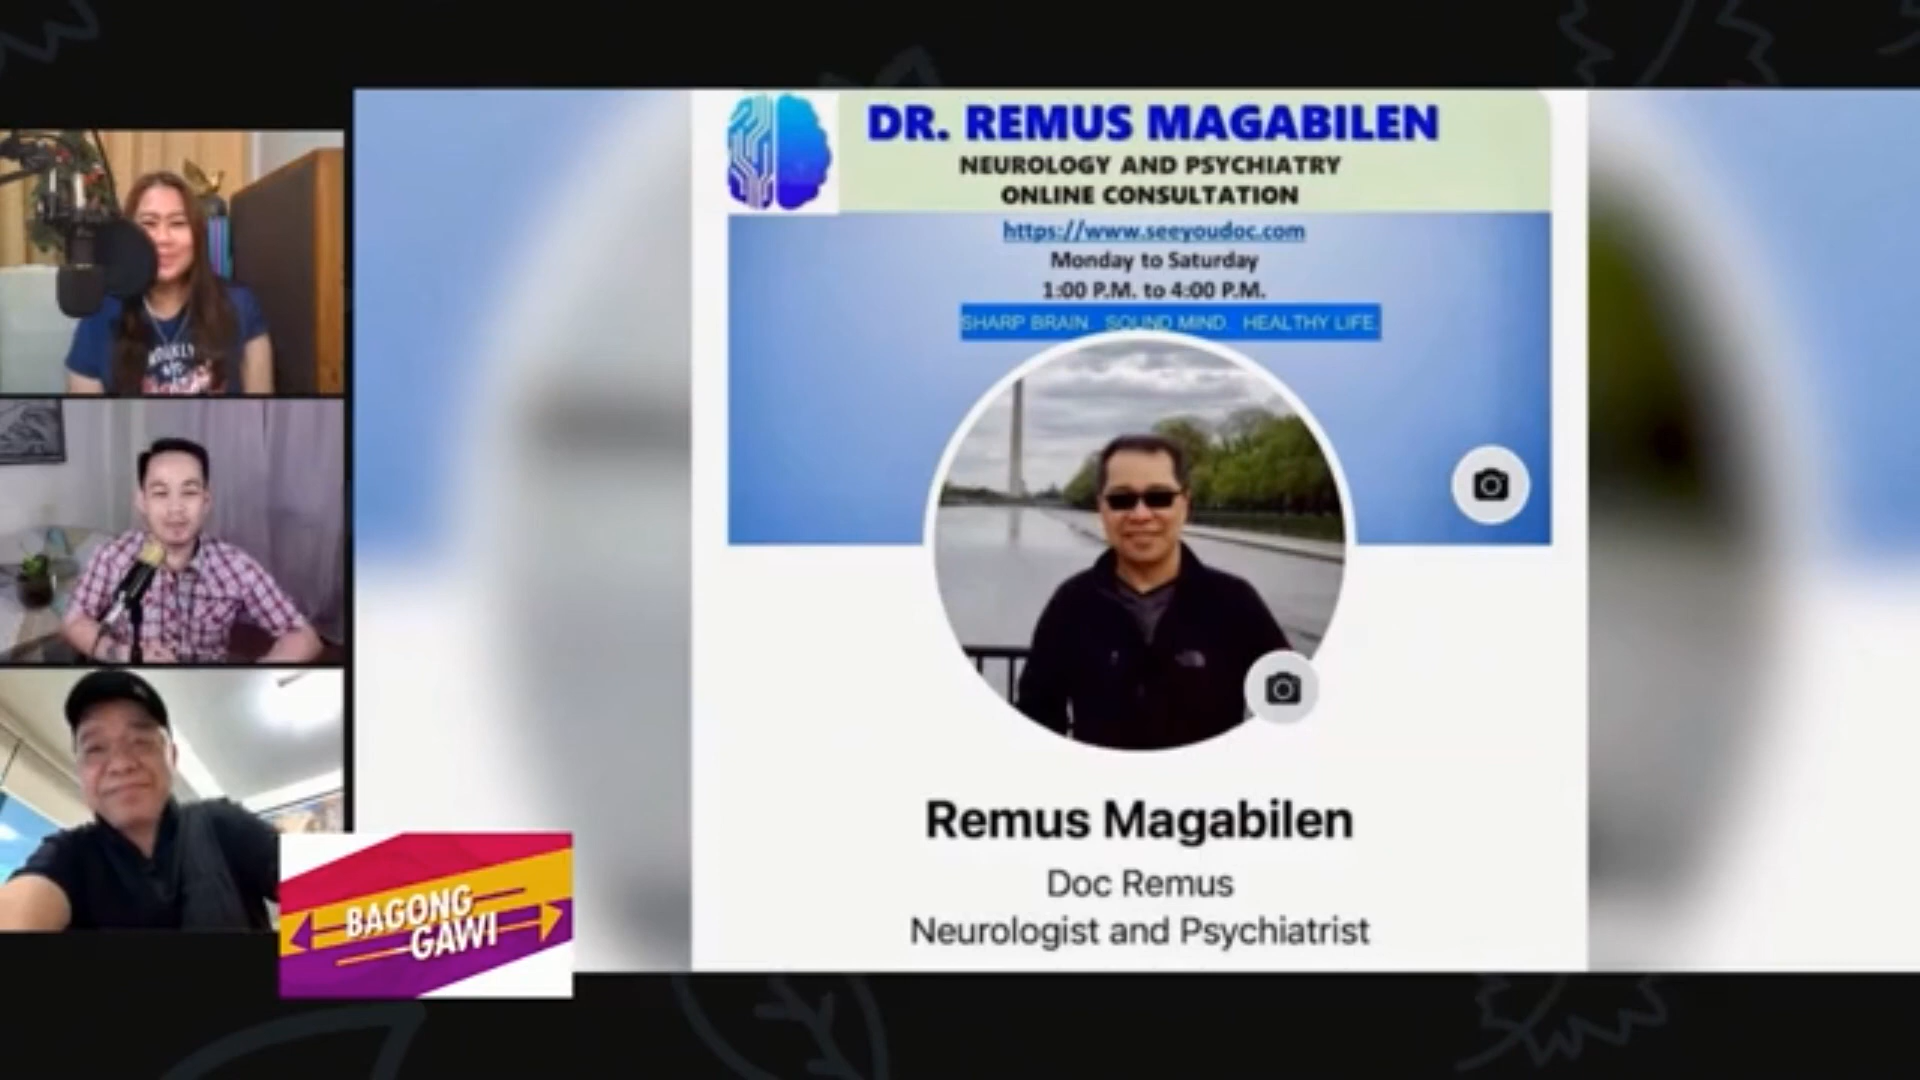 DR. REMUS MAGABILEN
NEUROLOGY AND PSYCHIATRY
ONLINE CONSULTATION
https://www.seeyoudoc.com
Monday to Saturday
1:00 P.M. to 4:00 P.M.
SHARP BRAIN. SOUND MIND. HEALTHY LIFE.
Remus Magabilen
Doc Remus
Neurologist and Psychiatrist
BAGONG
GAWI